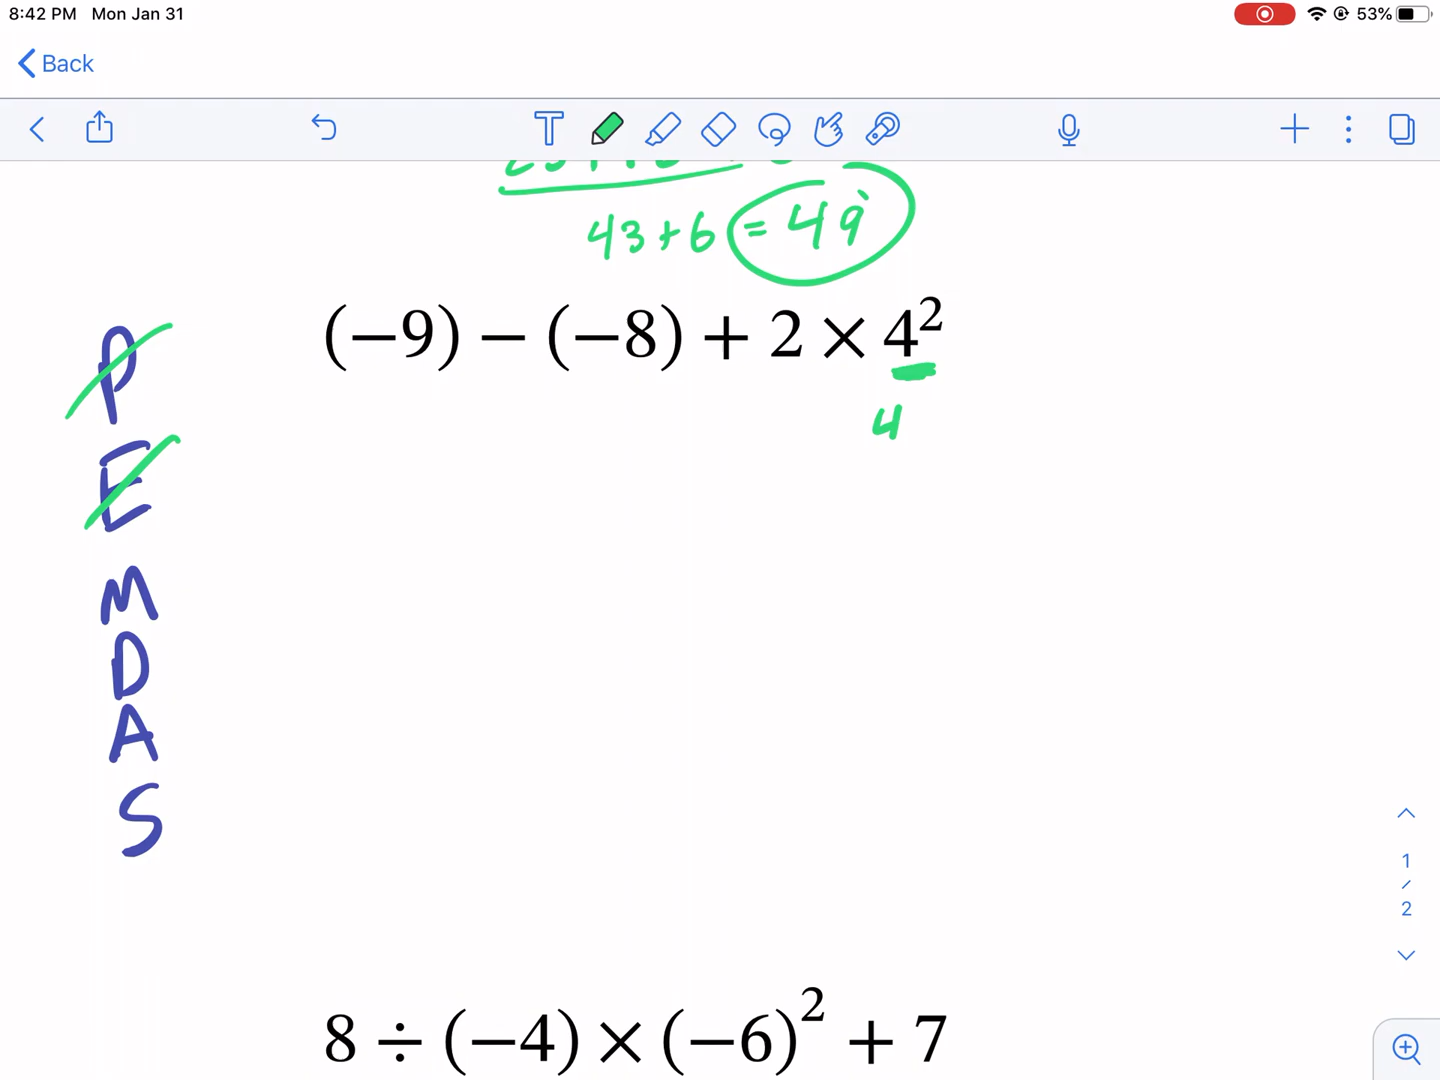 8:42 PM Mon Jan 31
53%
Back
T
43+6 = 49
(−9) − (−8) + 2 × 4²
4
P
E
M
D
A
S
1
/
2
8 ÷ (−4) × (−6)² + 7